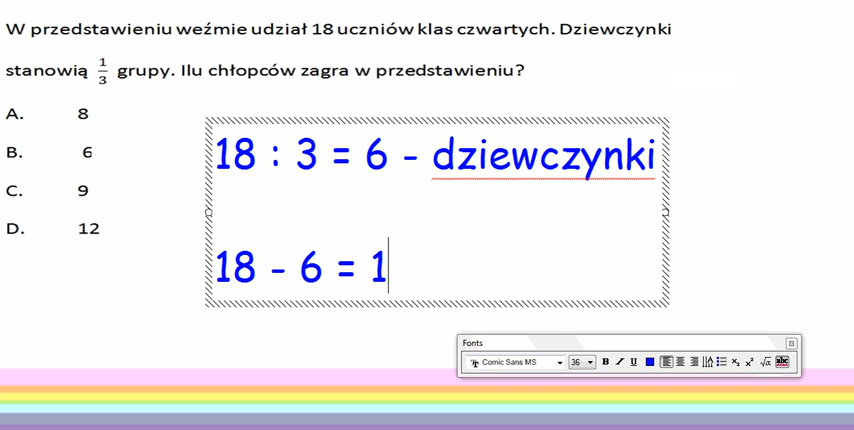 W przedstawieniu weźmie udział 18 uczniów klas czwartych. Dziewczynki
stanowią 1/3 grupy. Ilu chłopców zagra w przedstawieniu?
A. 8
B. 6
C. 9
D. 12
18 : 3 = 6 - dziewczynki
18 - 6 = 1
Fonts
Comic Sans MS 36 B I U abc